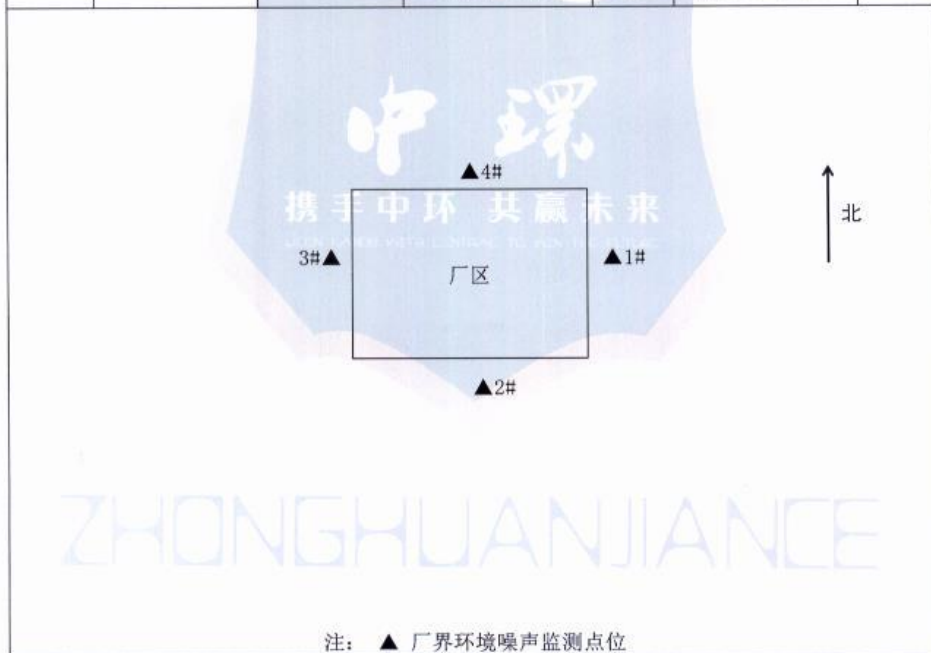 中環
▲4#
携手中环 共赢未来
北
3#▲
▲1#
厂区
▲2#
ZHONGHUANJIANCE
注： ▲ 厂界环境噪声监测点位